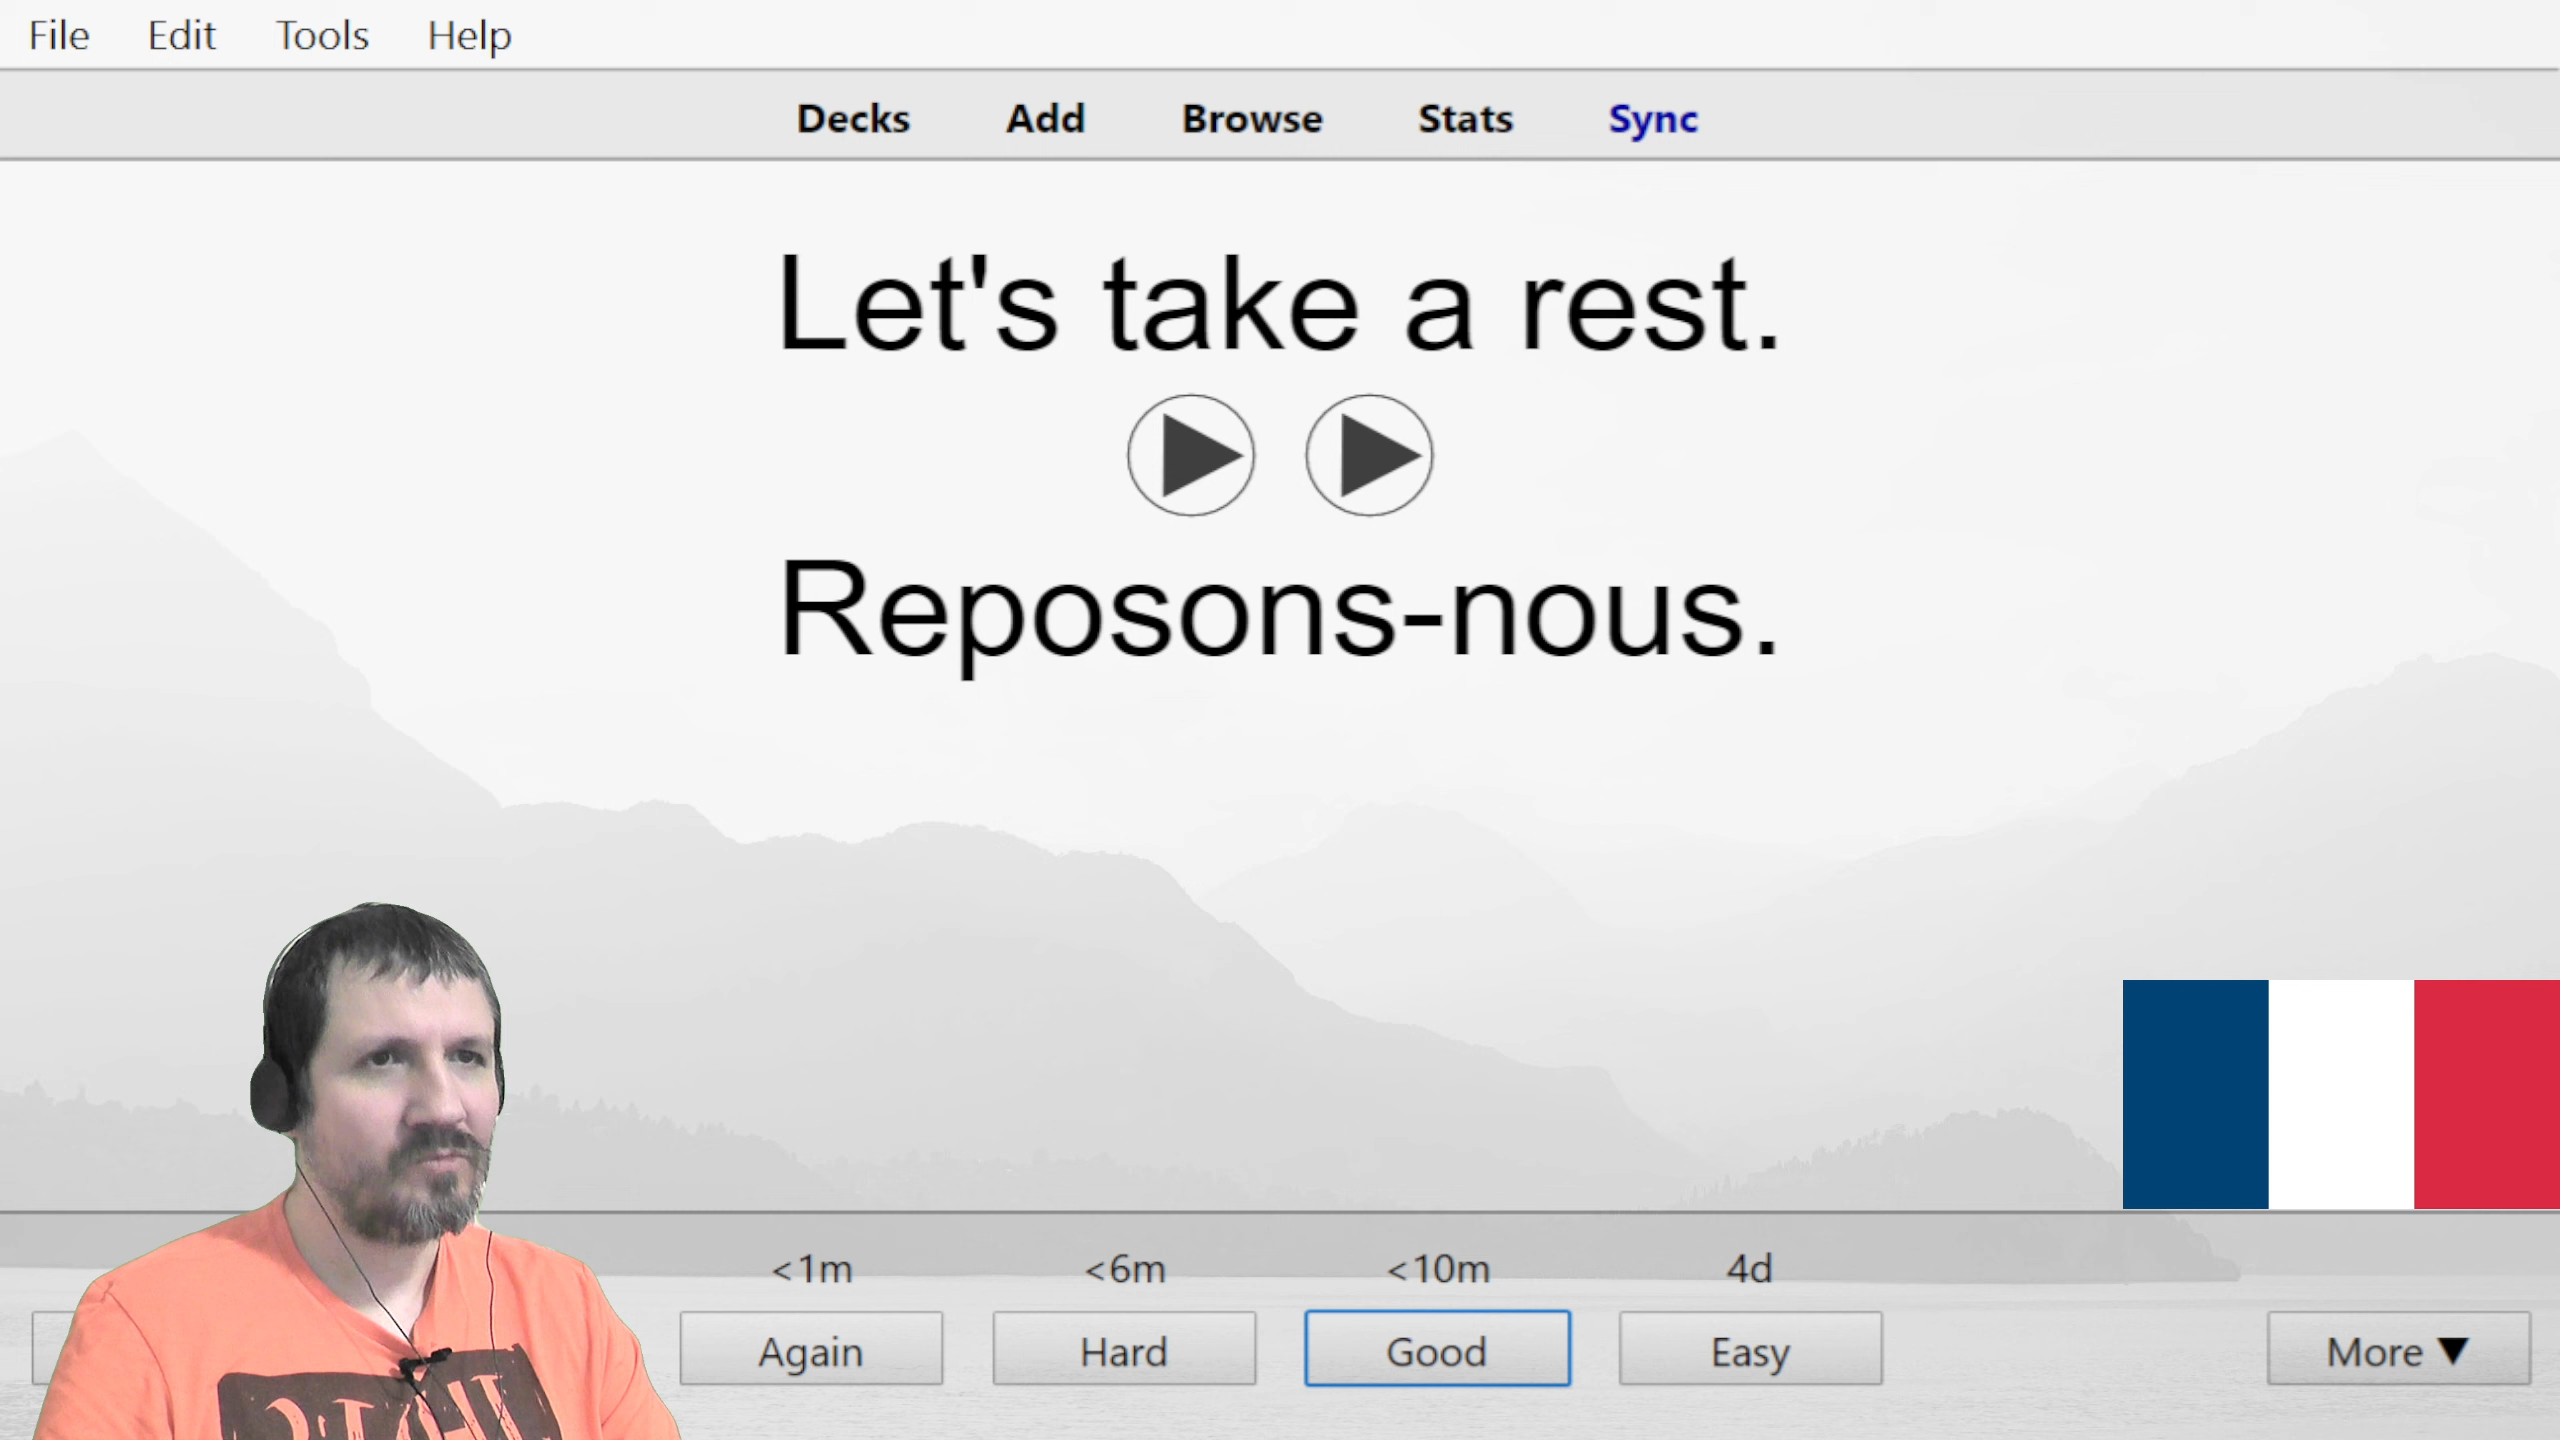 File Edit Tools Help
Decks Add Browse Stats Sync
Let's take a rest.
Reposons-nous.
<1m <6m <10m 4d
Again Hard Good Easy More ▼